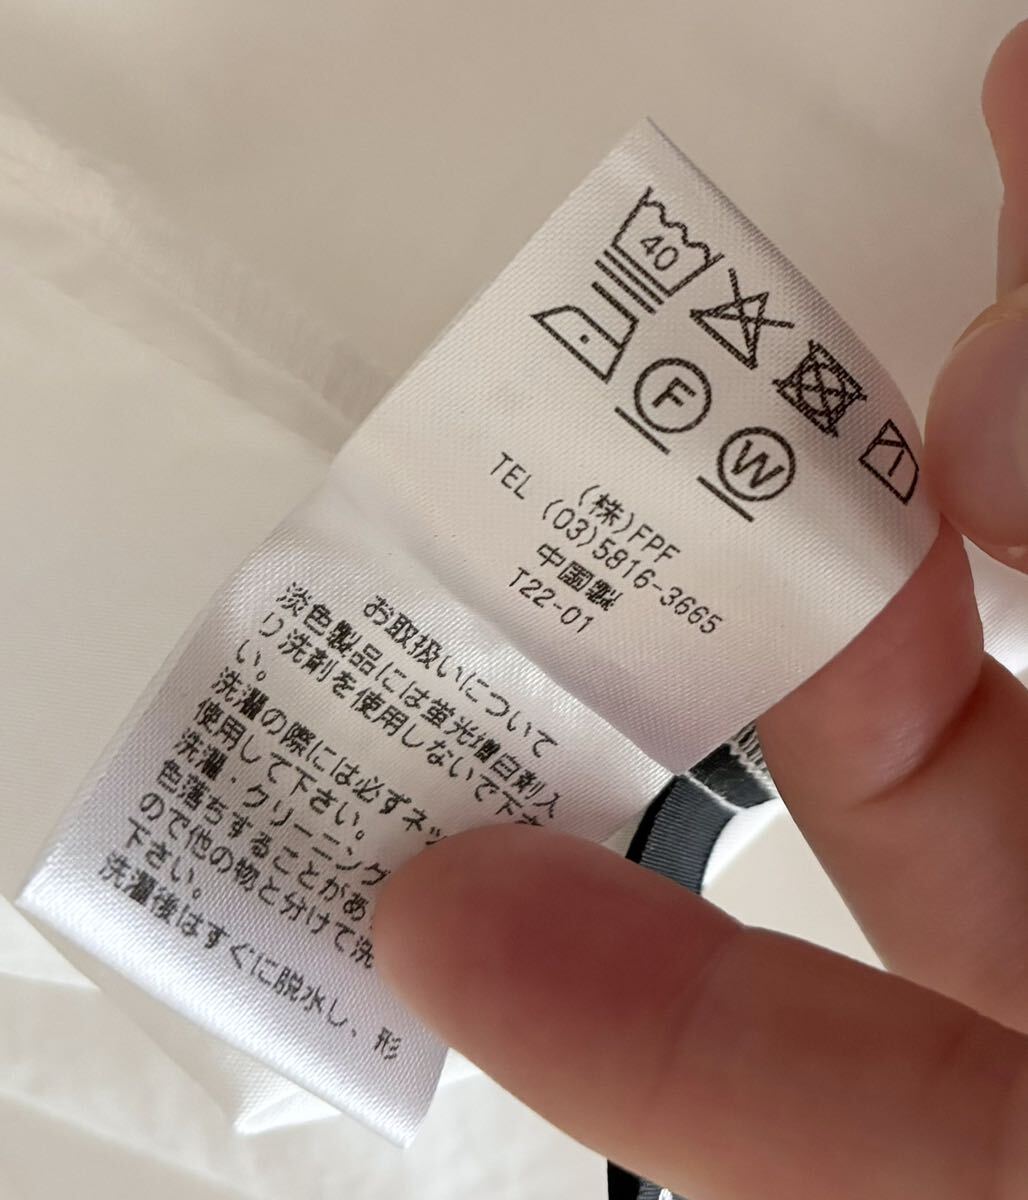 40
F
W
(株)FPF
TEL (03)5816-3665
中国製
T22-01
お取扱いについて
淡色製品には蛍光増白剤入
り洗剤を使用しないで下さ
い。
洗濯の際には必ずネッ
使用して下さい。
洗濯・クリーニング
色落ちすることがあ
ので他の物と分けて洗
下さい。
洗濯後はすぐに脱水し、形